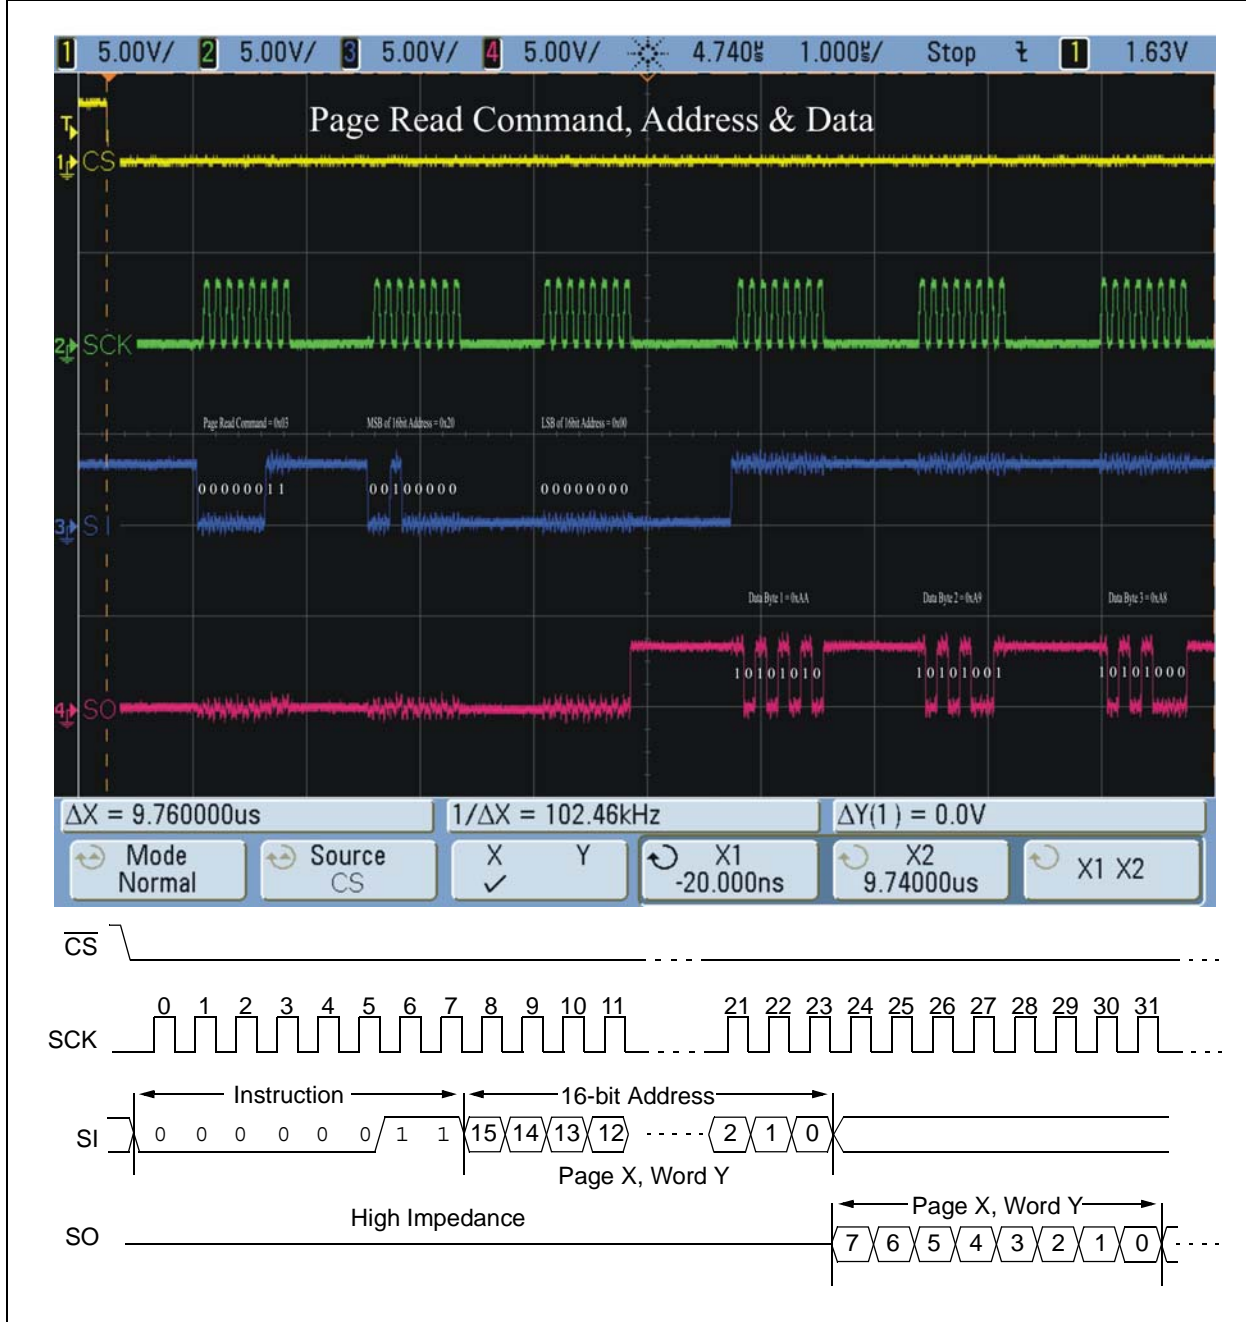 1 5.00V/ 2 5.00V/ 3 5.00V/ 4 5.00V/ 4.740µs 1.000µs/ Stop 1 1.63V
Page Read Command, Address & Data
T
1 CS
2 SCK
Page Read Command = 0x03 MSB of 16bit Address = 0x20 LSB of 16bit Address = 0x00
0 0 0 0 0 0 1 1 0 0 1 0 0 0 0 0 0 0 0 0 0 0 0 0
3 SI
Data Byte 1 = 0xAA Data Byte 2 = 0xA9 Data Byte 3 = 0xA8
1 0 1 0 1 0 1 0 1 0 1 0 1 0 0 1 1 0 1 0 1 0 0 0
4 SO
ΔX = 9.760000us 1/ΔX = 102.46kHz ΔY(1) = 0.0V
Mode Source X Y X1 X2 X1 X2
Normal CS ✓ -20.000ns 9.74000us
CS
0 1 2 3 4 5 6 7 8 9 10 11 21 22 23 24 25 26 27 28 29 30 31
SCK
Instruction 16-bit Address
SI 0 0 0 0 0 0 1 1 15 14 13 12 2 1 0
Page X, Word Y
High Impedance Page X, Word Y
SO 7 6 5 4 3 2 1 0